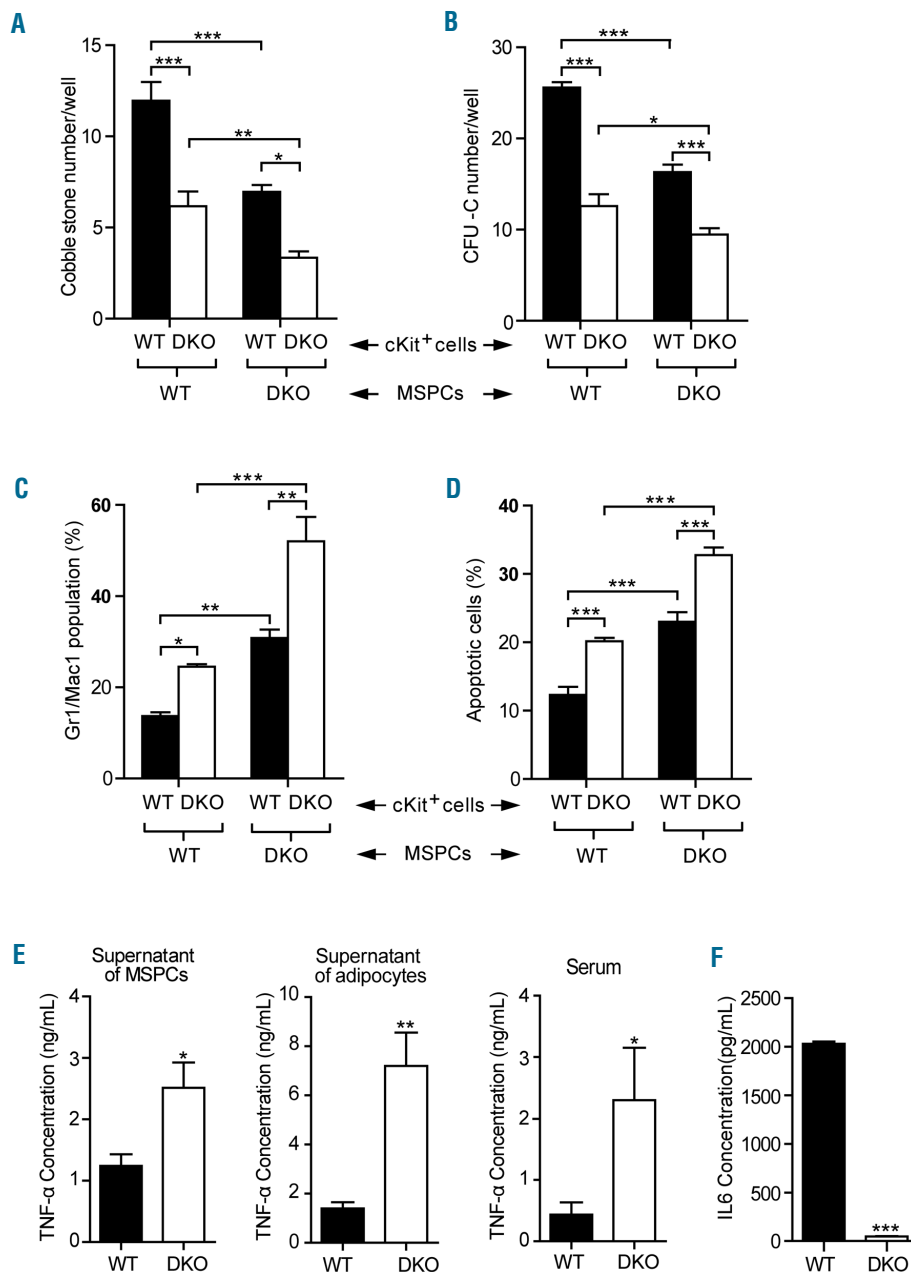 A
B
Cobble stone number/well
15
10
5
0
***
***
**
*
CFU -C number/well
30
20
10
0
***
***
*
***
WT DKO
WT DKO
cKit+ cells
WT DKO
WT DKO
WT
DKO
MSPCs
WT
DKO
C
D
Gr1/Mac1 population (%)
60
40
20
0
***
**
**
*
Apoptotic cells (%)
40
30
20
10
0
***
***
***
***
WT DKO
WT DKO
cKit+ cells
WT DKO
WT DKO
WT
DKO
MSPCs
WT
DKO
E
Supernatant
of MSPCs
TNF-α Concentration (ng/mL)
4
3
2
1
0
*
WT
DKO
Supernatant
of adipocytes
TNF-α Concentration (ng/mL)
10
8
6
4
2
0
**
WT
DKO
Serum
TNF-α Concentration (ng/mL)
4
3
2
1
0
*
WT
DKO
F
IL6 Concentration(pg/mL)
2500
2000
1500
1000
500
0
***
WT
DKO